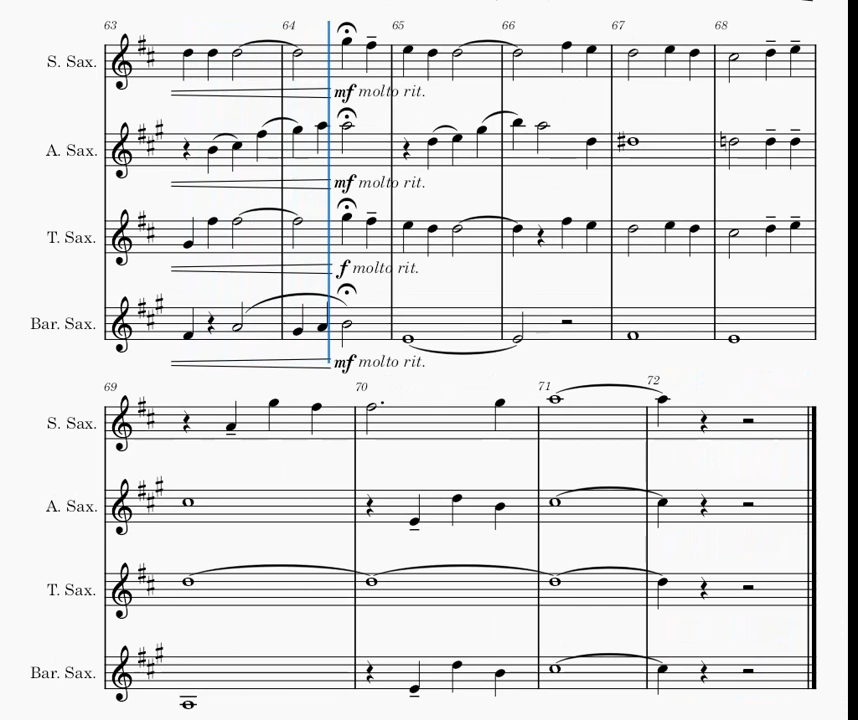 63 64 65 66 67 68
S. Sax.
mf molto rit.
A. Sax.
mf molto rit.
T. Sax.
f molto rit.
Bar. Sax.
mf molto rit.
69 70 71 72
S. Sax.
A. Sax.
T. Sax.
Bar. Sax.